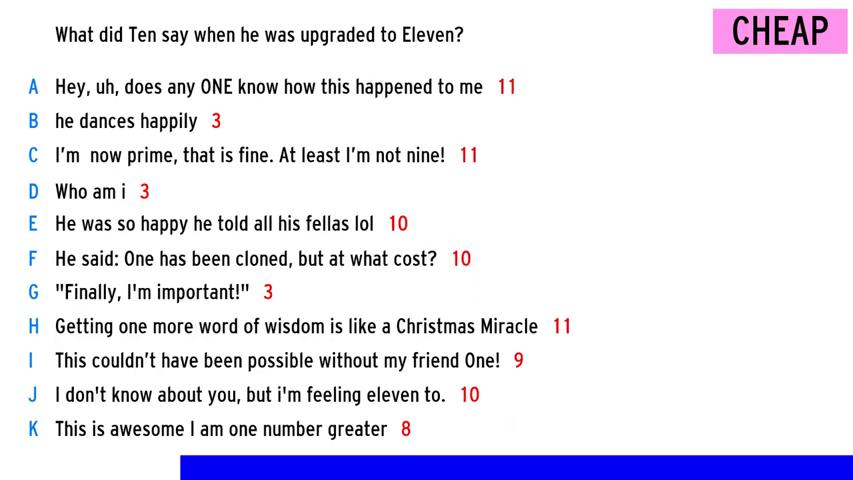 What did Ten say when he was upgraded to Eleven?
CHEAP
A Hey, uh, does any ONE know how this happened to me 11
B he dances happily 3
C I'm now prime, that is fine. At least I'm not nine! 11
D Who am i 3
E He was so happy he told all his fellas lol 10
F He said: One has been cloned, but at what cost? 10
G "Finally, I'm important!" 3
H Getting one more word of wisdom is like a Christmas Miracle 11
I This couldn't have been possible without my friend One! 9
J I don't know about you, but i'm feeling eleven to. 10
K This is awesome I am one number greater 8